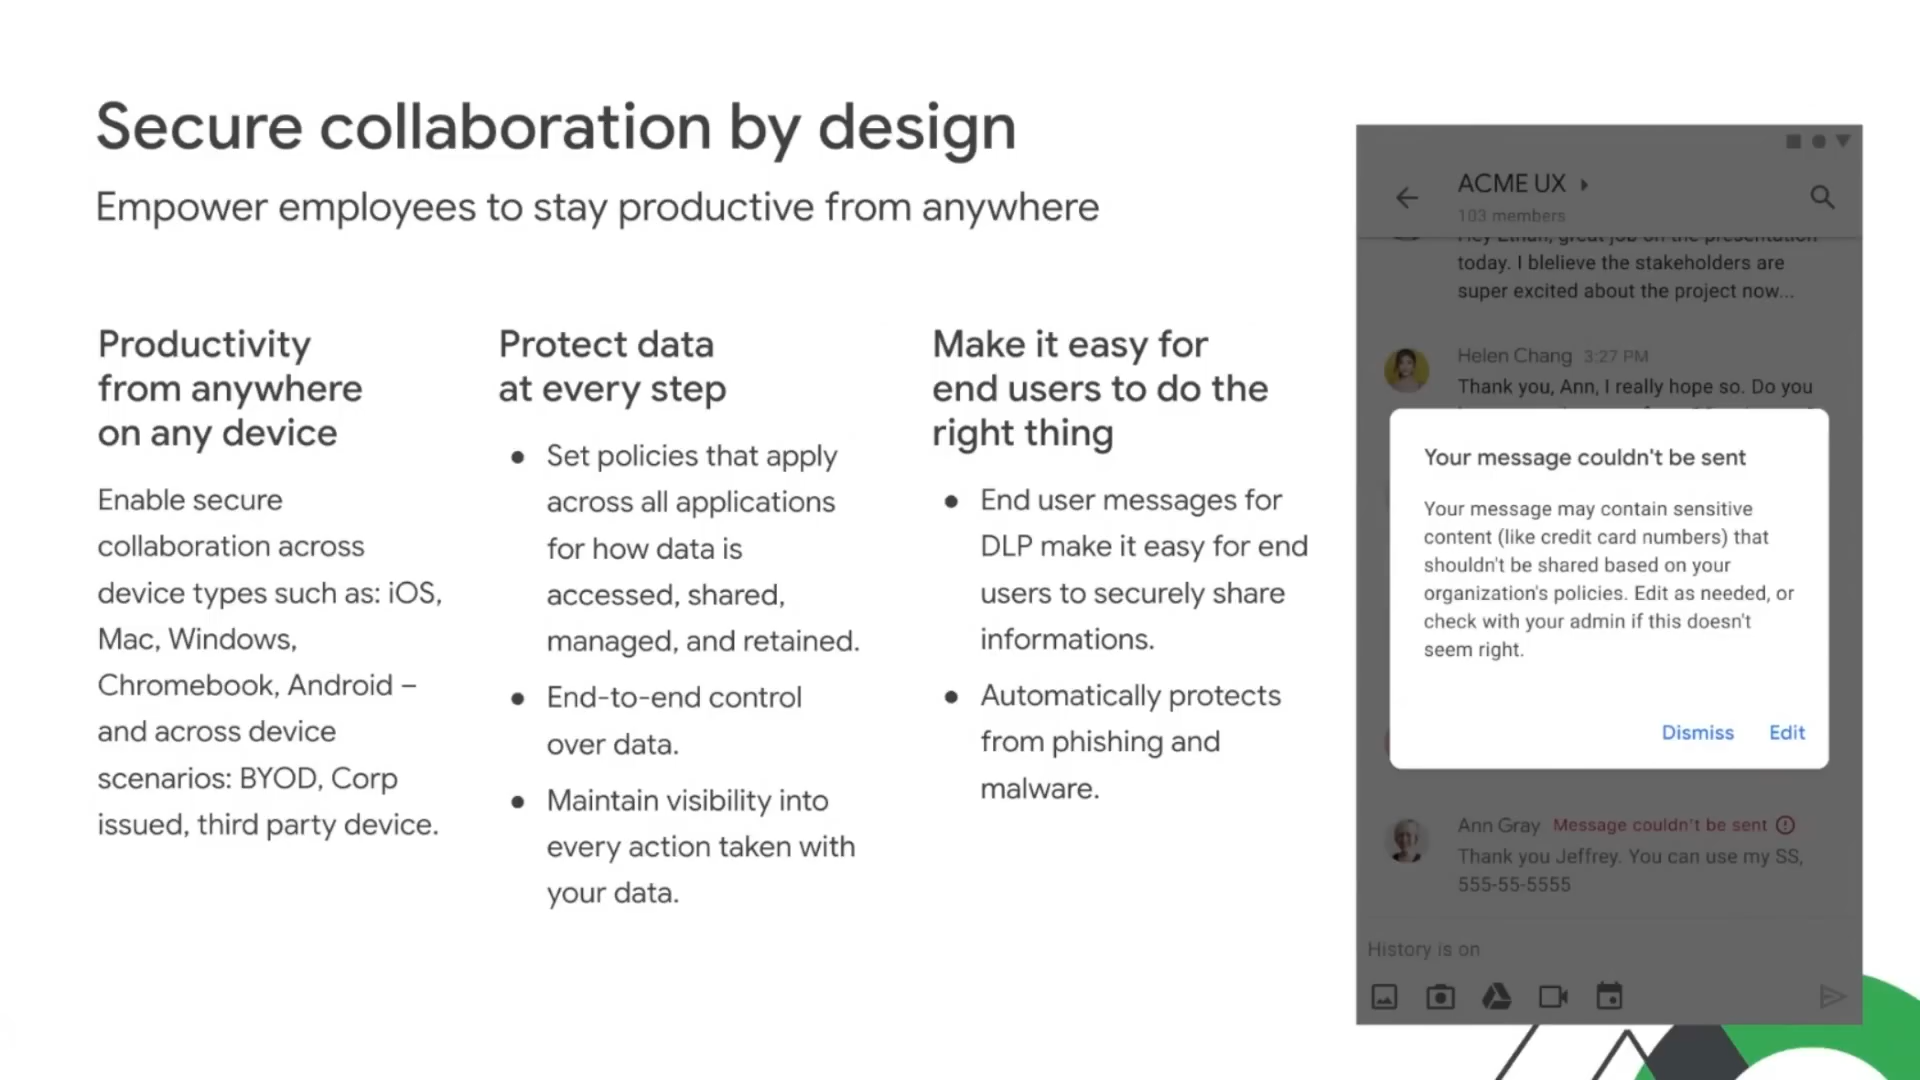 Secure collaboration by design
Empower employees to stay productive from anywhere
Productivity
from anywhere
on any device
Enable secure
collaboration across
device types such as: iOS,
Mac, Windows,
Chromebook, Android –
and across device
scenarios: BYOD, Corp
issued, third party device.
Protect data
at every step
● Set policies that apply
across all applications
for how data is
accessed, shared,
managed, and retained.
● End-to-end control
over data.
● Maintain visibility into
every action taken with
your data.
Make it easy for
end users to do the
right thing
● End user messages for
DLP make it easy for end
users to securely share
informations.
● Automatically protects
from phishing and
malware.
ACME UX
103 members
Hey Ethan, great job on the presentation
today. I blelieve the stakeholders are
super excited about the project now...
Helen Chang 3:27 PM
Thank you, Ann, I really hope so. Do you
Your message couldn't be sent
Your message may contain sensitive
content (like credit card numbers) that
shouldn't be shared based on your
organization's policies. Edit as needed, or
check with your admin if this doesn't
seem right.
Dismiss Edit
Ann Gray Message couldn't be sent
Thank you Jeffrey. You can use my SS,
555-55-5555
History is on